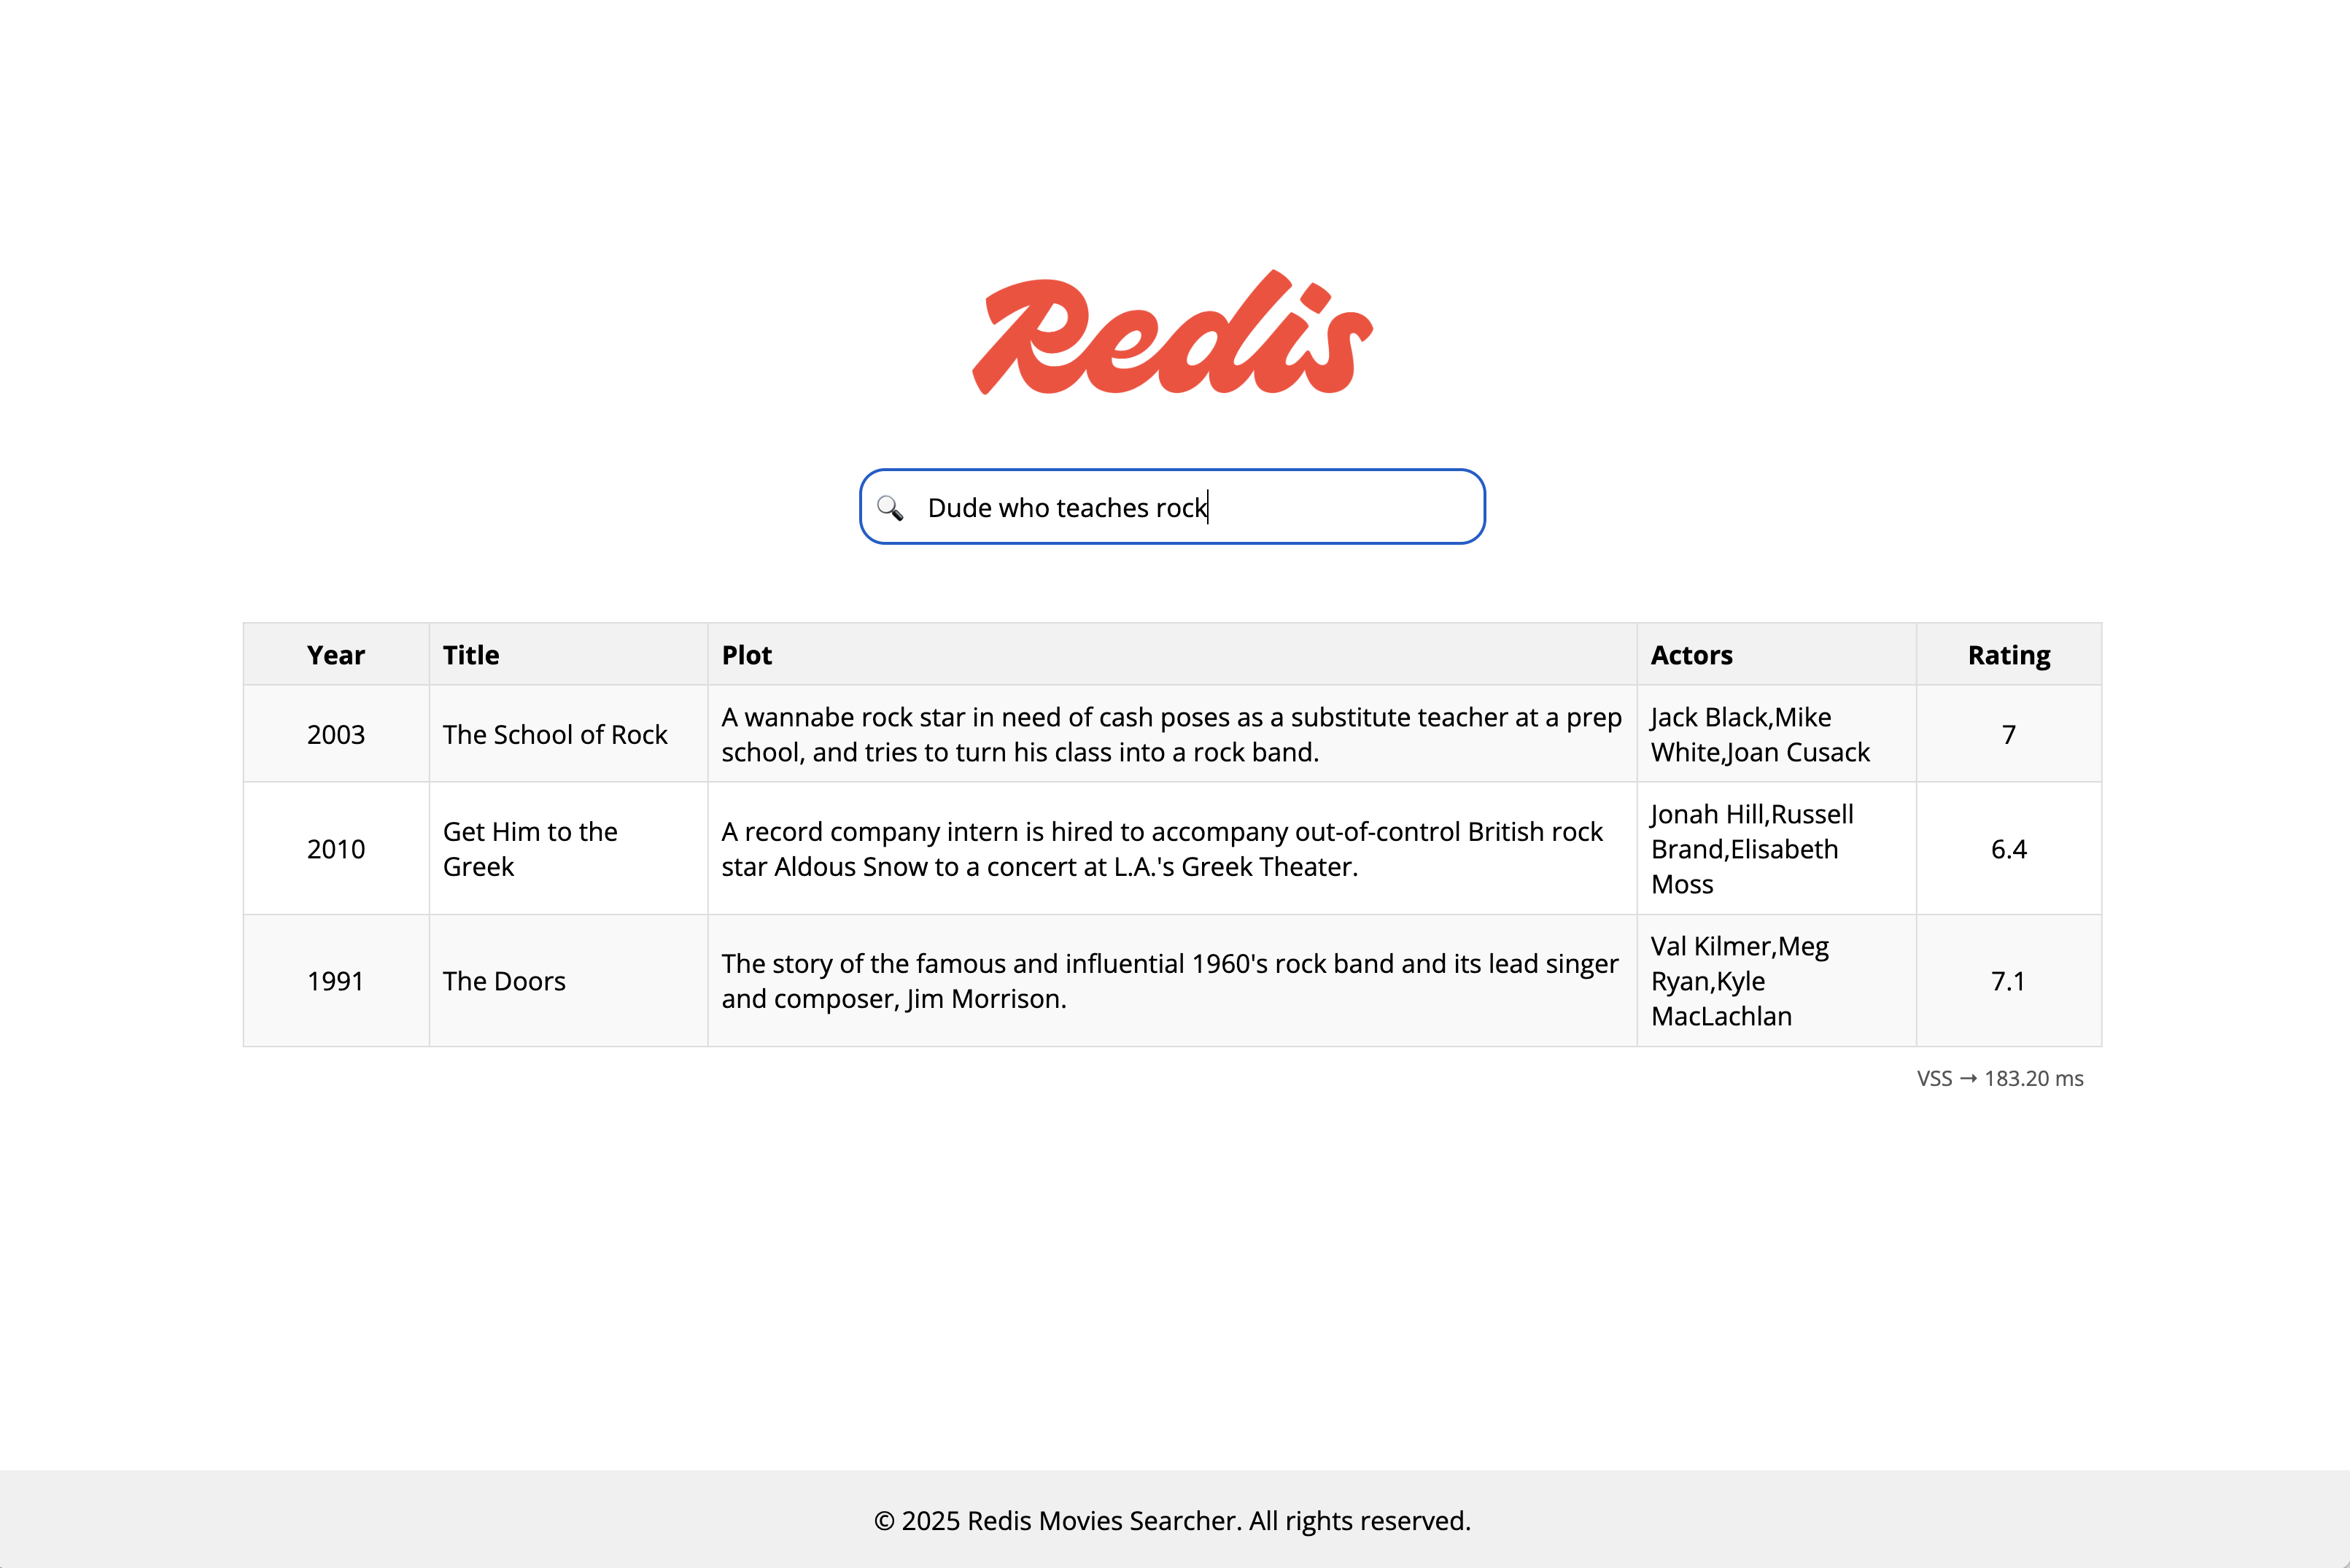 Redis
Dude who teaches rock
Year Title Plot Actors Rating
2003 The School of Rock A wannabe rock star in need of cash poses as a substitute teacher at a prep school, and tries to turn his class into a rock band. Jack Black,Mike White,Joan Cusack 7
2010 Get Him to the Greek A record company intern is hired to accompany out-of-control British rock star Aldous Snow to a concert at L.A.'s Greek Theater. Jonah Hill,Russell Brand,Elisabeth Moss 6.4
1991 The Doors The story of the famous and influential 1960's rock band and its lead singer and composer, Jim Morrison. Val Kilmer,Meg Ryan,Kyle MacLachlan 7.1
VSS → 183.20 ms
© 2025 Redis Movies Searcher. All rights reserved.